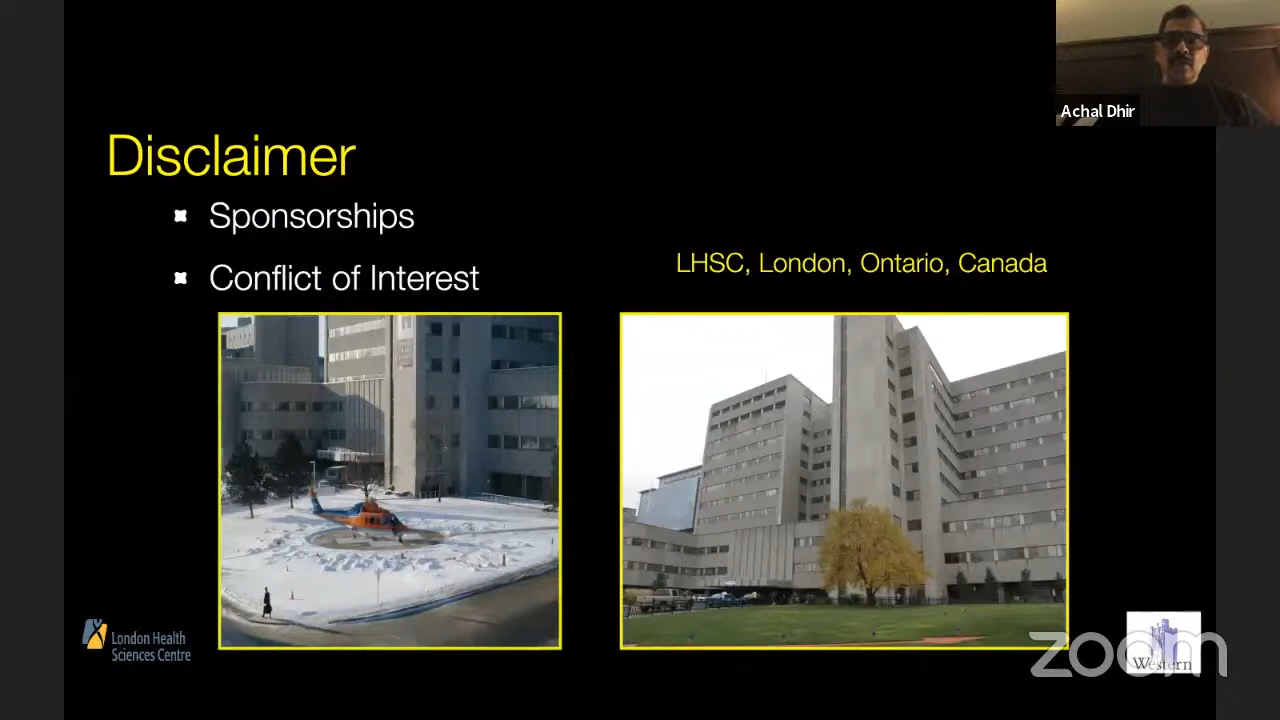 Achal Dhir
Disclaimer
Sponsorships
Conflict of Interest
LHSC, London, Ontario, Canada
London Health
Sciences Centre
Western
zoom